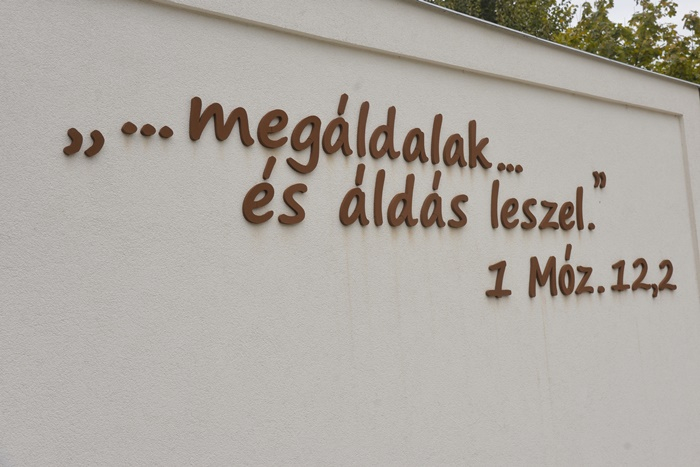 „...megáldalak...
és áldás leszel.”
1 Móz. 12,2